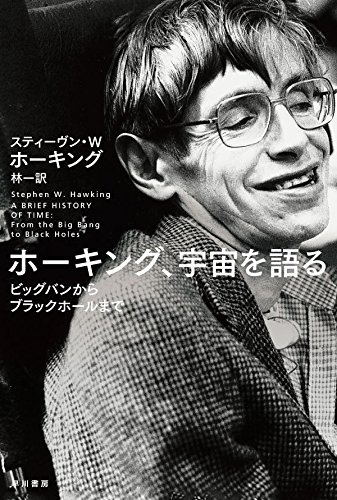 スティーヴン・W
ホーキング
林一訳
Stephen W. Hawking
A BRIEF HISTORY
OF TIME:
From the Big Bang
to Black Holes
ホーキング、宇宙を語る
ビッグバンから
ブラックホールまで
早川書房